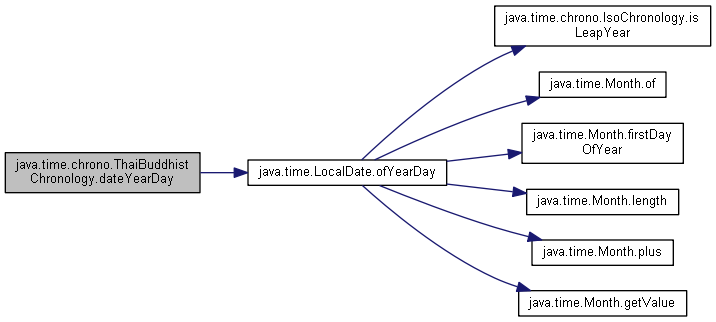 java.time.chrono.IsoChronology.is
LeapYear
java.time.Month.of
java.time.Month.firstDay
OfYear
java.time.chrono.ThaiBuddhist
Chronology.dateYearDay
java.time.LocalDate.ofYearDay
java.time.Month.length
java.time.Month.plus
java.time.Month.getValue